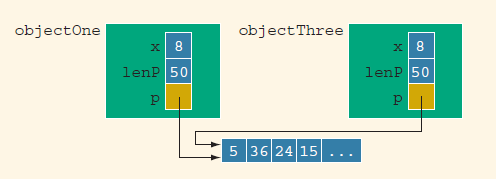 objectOne
x 8
lenP 50
p
objectThree
x 8
lenP 50
p
5 36 24 15 ...